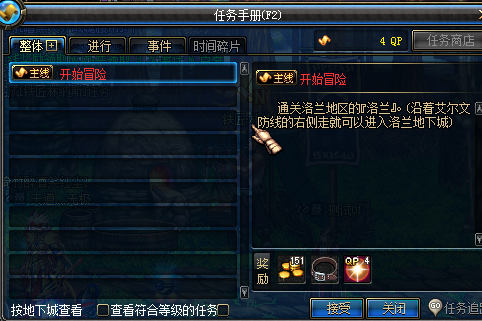 任务手册(F2)
整体 进行 事件 时间碎片
4 QP 任务商店
主线 开始冒险
主线 开始冒险
通关洛兰地区的『洛兰』。(沿着艾尔文
防线的右侧走就可以进入洛兰地下城)
奖励
151
QP 4
按地下城查看 查看符合等级的任务
接受 关闭 GO 任务追踪